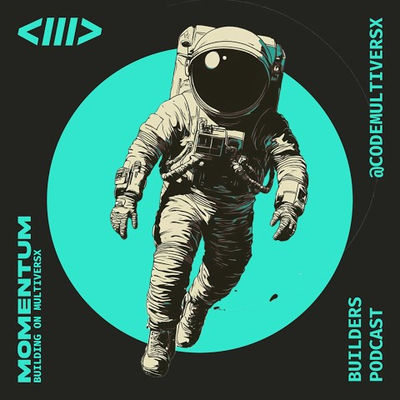 @CODEMULTIVERSX
MOMENTUM
BUILDING ON MULTIVERSX
BUILDERS
PODCAST